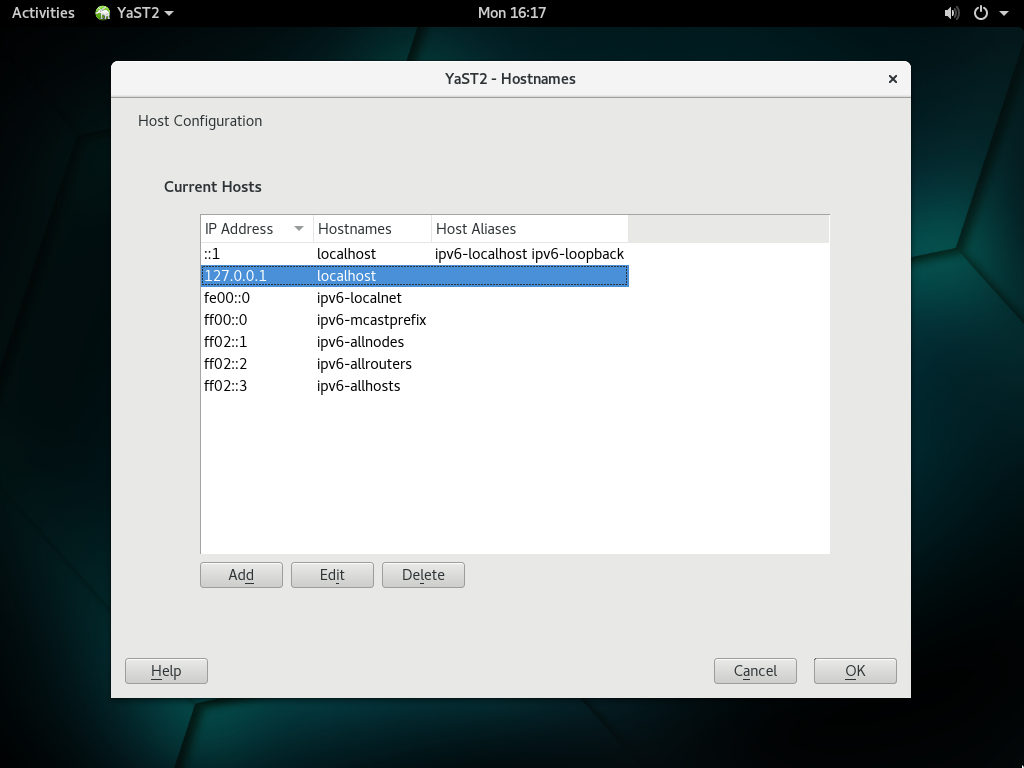 Activities YaST2 Mon 16:17
YaST2 - Hostnames
Host Configuration
Current Hosts
IP Address Hostnames Host Aliases
::1 localhost ipv6-localhost ipv6-loopback
127.0.0.1 localhost
fe00::0 ipv6-localnet
ff00::0 ipv6-mcastprefix
ff02::1 ipv6-allnodes
ff02::2 ipv6-allrouters
ff02::3 ipv6-allhosts
Add Edit Delete
Help Cancel OK